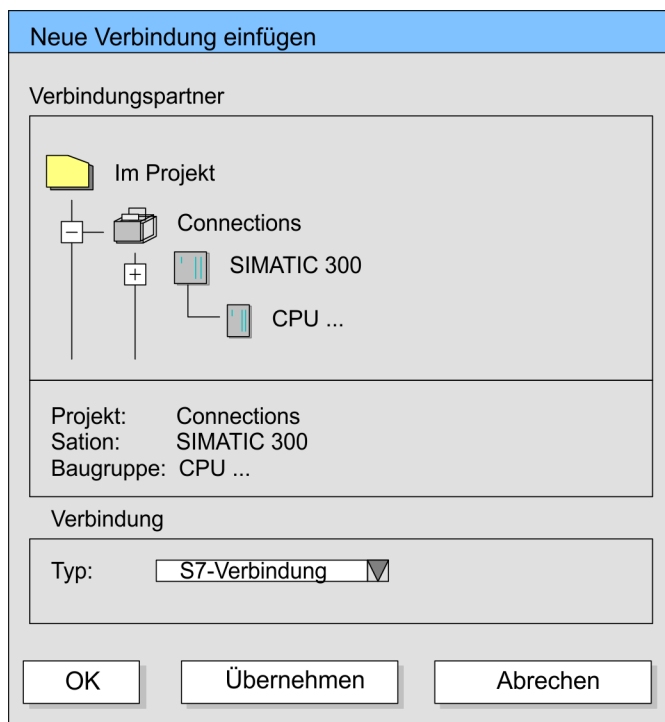 Neue Verbindung einfügen
Verbindungspartner
Im Projekt
Connections
SIMATIC 300
CPU ...
Projekt: Connections
Sation: SIMATIC 300
Baugruppe: CPU ...
Verbindung
Typ: S7-Verbindung
OK Übernehmen Abrechen